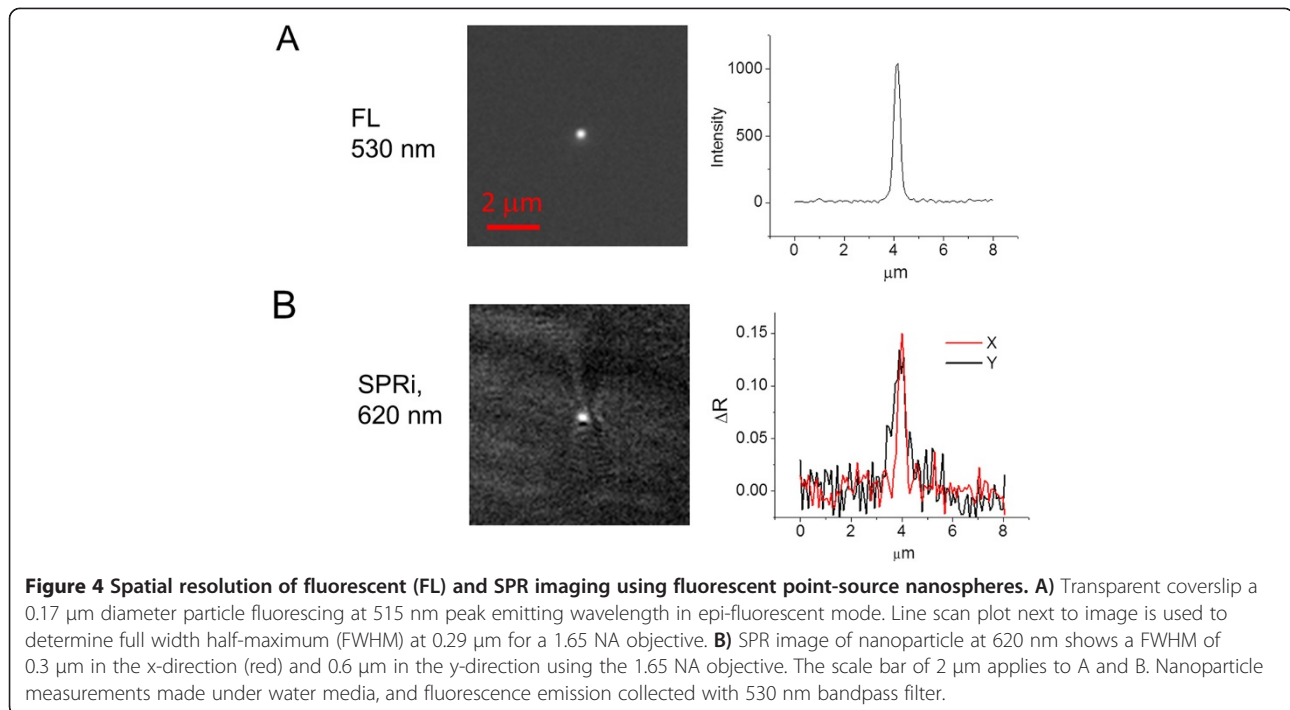 A
FL
530 nm
2 μm
Intensity
1000
500
0
0 2 4 6 8
μm
B
SPRi,
620 nm
ΔR
0.15
0.10
0.05
0.00
X
Y
0 2 4 6 8
μm
Figure 4 Spatial resolution of fluorescent (FL) and SPR imaging using fluorescent point-source nanospheres. A) Transparent coverslip a
0.17 μm diameter particle fluorescing at 515 nm peak emitting wavelength in epi-fluorescent mode. Line scan plot next to image is used to
determine full width half-maximum (FWHM) at 0.29 μm for a 1.65 NA objective. B) SPR image of nanoparticle at 620 nm shows a FWHM of
0.3 μm in the x-direction (red) and 0.6 μm in the y-direction using the 1.65 NA objective. The scale bar of 2 μm applies to A and B. Nanoparticle
measurements made under water media, and fluorescence emission collected with 530 nm bandpass filter.